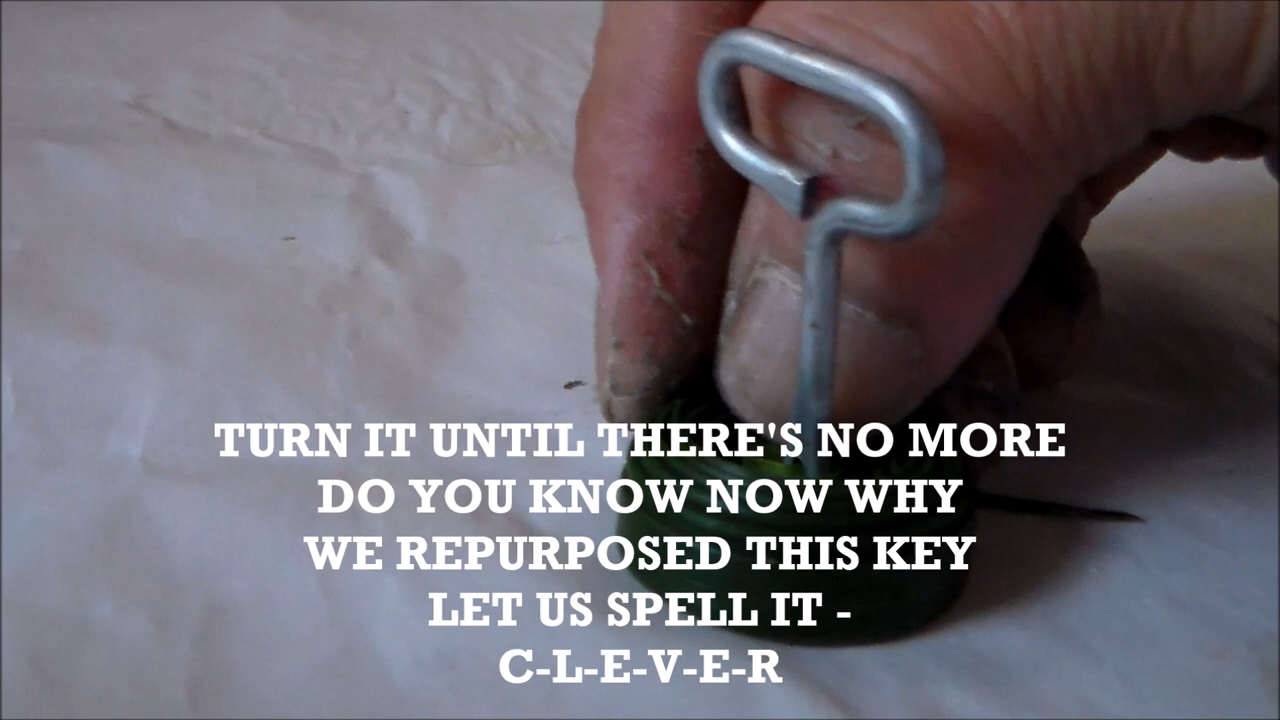 TURN IT UNTIL THERE'S NO MORE
DO YOU KNOW NOW WHY
WE REPURPOSED THIS KEY
LET US SPELL IT -
C-L-E-V-E-R